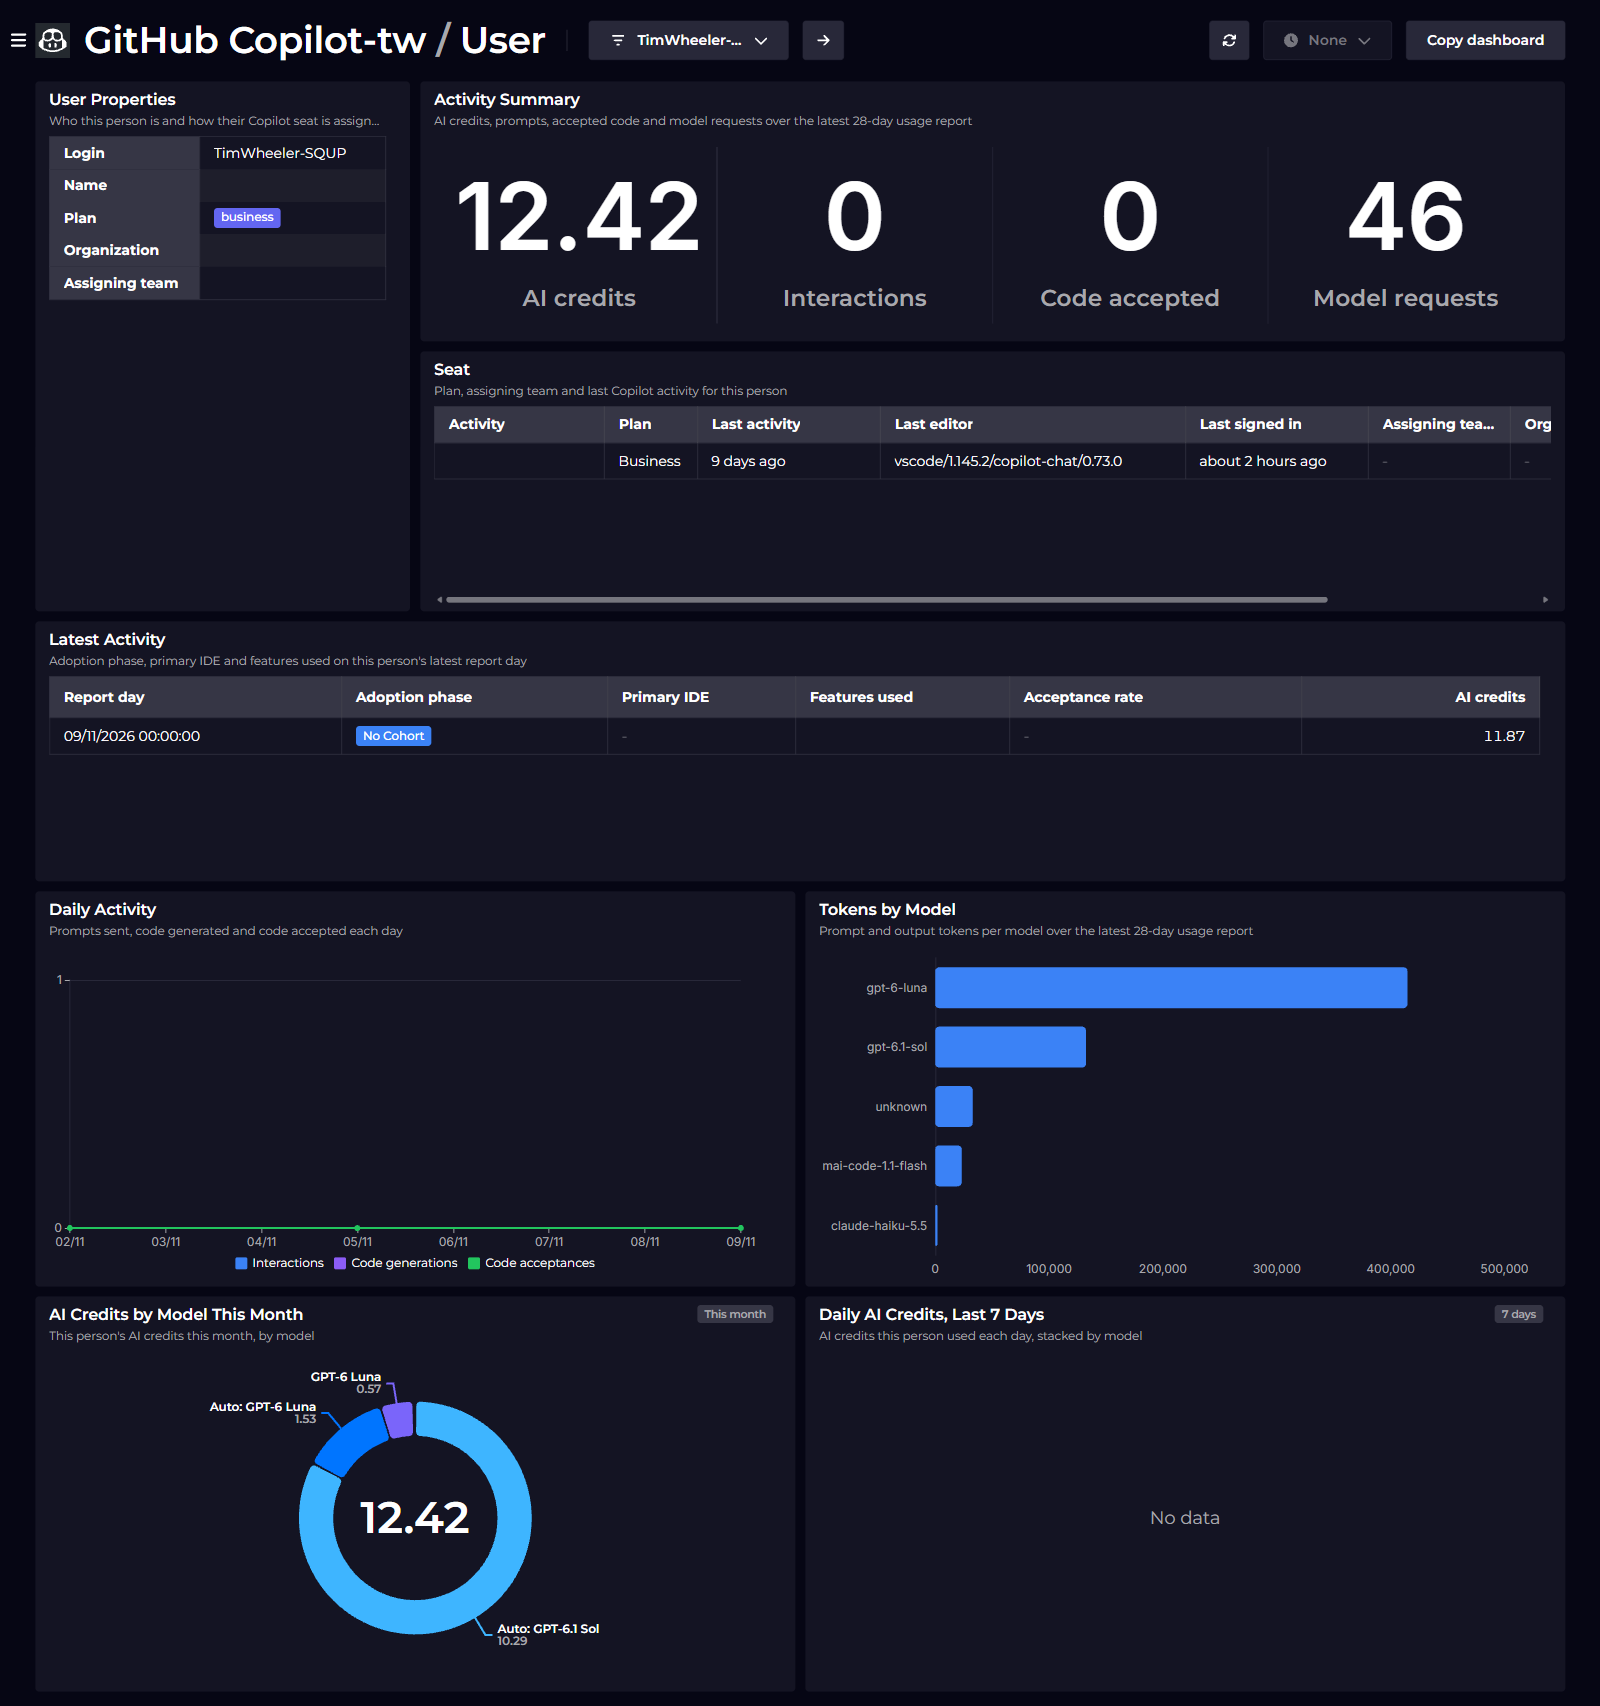 GitHub Copilot-tw / User
TimWheeler-...
None
Copy dashboard
User Properties
Who this person is and how their Copilot seat is assign...
Login TimWheeler-SQUP
Name
Plan business
Organization
Assigning team
Activity Summary
AI credits, prompts, accepted code and model requests over the latest 28-day usage report
12.42 0 0 46
AI credits Interactions Code accepted Model requests
Seat
Plan, assigning team and last Copilot activity for this person
Activity Plan Last activity Last editor Last signed in Assigning tea... Org
Business 9 days ago vscode/1.145.2/copilot-chat/0.73.0 about 2 hours ago - -
Latest Activity
Adoption phase, primary IDE and features used on this person's latest report day
Report day Adoption phase Primary IDE Features used Acceptance rate AI credits
09/11/2026 00:00:00 No Cohort - - 11.87
Daily Activity
Prompts sent, code generated and code accepted each day
1
0
02/11 03/11 04/11 05/11 06/11 07/11 08/11 09/11
Interactions Code generations Code acceptances
Tokens by Model
Prompt and output tokens per model over the latest 28-day usage report
gpt-6-luna
gpt-6.1-sol
unknown
mai-code-1.1-flash
claude-haiku-5.5
0 100,000 200,000 300,000 400,000 500,000
AI Credits by Model This Month This month
This person's AI credits this month, by model
GPT-6 Luna
0.57
Auto: GPT-6 Luna
1.53
12.42
Auto: GPT-6.1 Sol
10.29
Daily AI Credits, Last 7 Days 7 days
AI credits this person used each day, stacked by model
No data